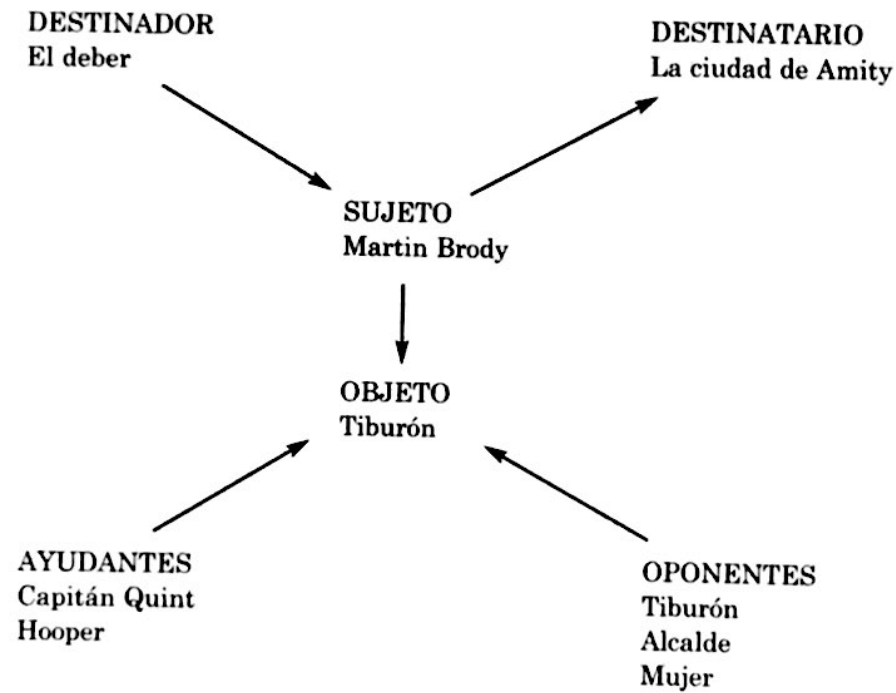 DESTINADOR
El deber
DESTINATARIO
La ciudad de Amity
SUJETO
Martin Brody
OBJETO
Tiburón
AYUDANTES
Capitán Quint
Hooper
OPONENTES
Tiburón
Alcalde
Mujer